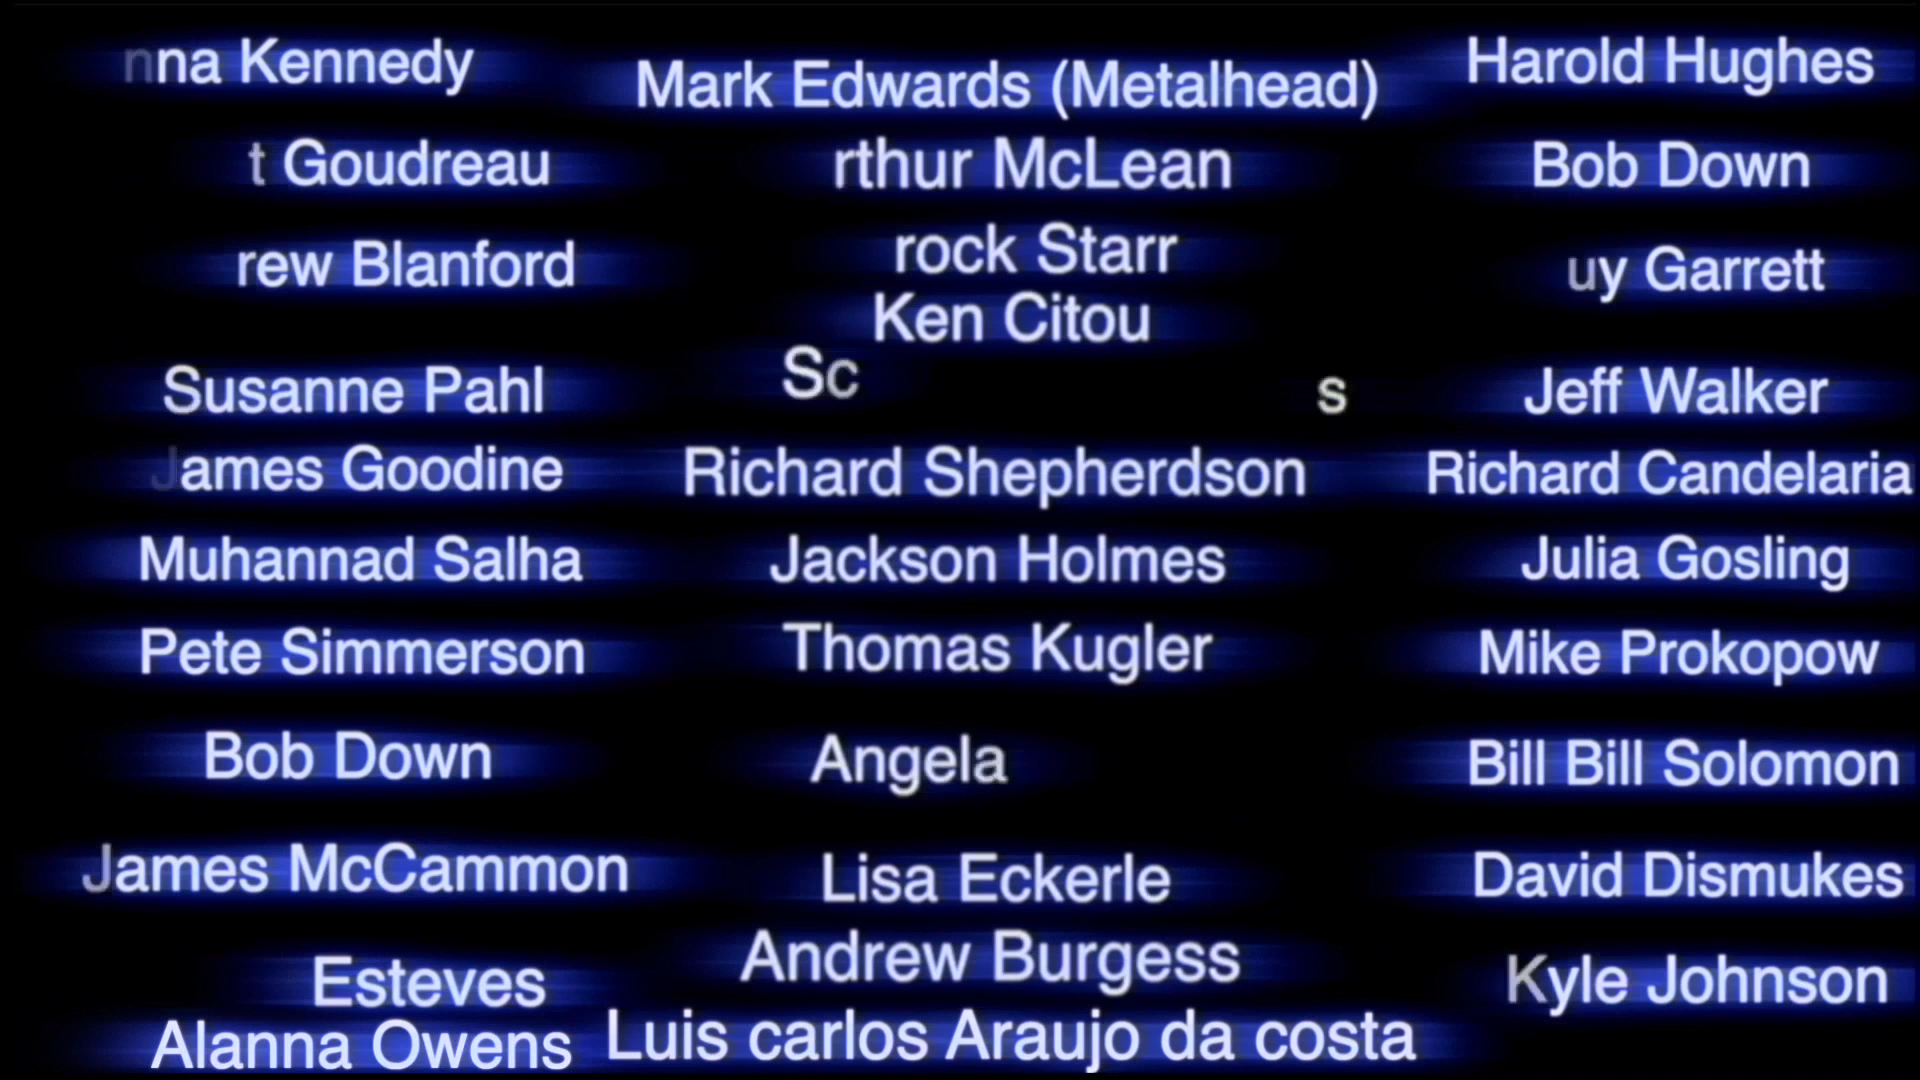 nna Kennedy
t Goudreau
rew Blanford
Susanne Pahl
James Goodine
Muhannad Salha
Pete Simmerson
Bob Down
James McCammon
Esteves
Alanna Owens
Mark Edwards (Metalhead)
rthur McLean
rock Starr
Ken Citou
Sc
s
Richard Shepherdson
Jackson Holmes
Thomas Kugler
Angela
Lisa Eckerle
Andrew Burgess
Luis carlos Araujo da costa
Harold Hughes
Bob Down
uy Garrett
Jeff Walker
Richard Candelaria
Julia Gosling
Mike Prokopow
Bill Bill Solomon
David Dismukes
Kyle Johnson